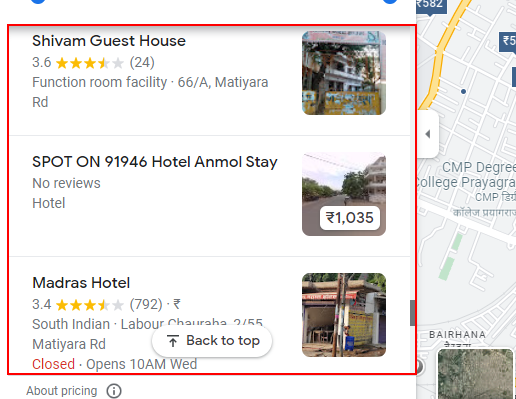 Shivam Guest House
3.6 (24)
Function room facility · 66/A, Matiyara
Rd
SPOT ON 91946 Hotel Anmol Stay
No reviews
Hotel
₹1,035
Madras Hotel
3.4 (792) · ₹
South Indian · Labour Chauraha, 2/55,
Matiyara Rd
Closed · Opens 10AM Wed
Back to top
About pricing
₹582
CMP Degree
College Prayagra
CMP डिग्री
कॉलेज प्रयागराज
BAIRHANA